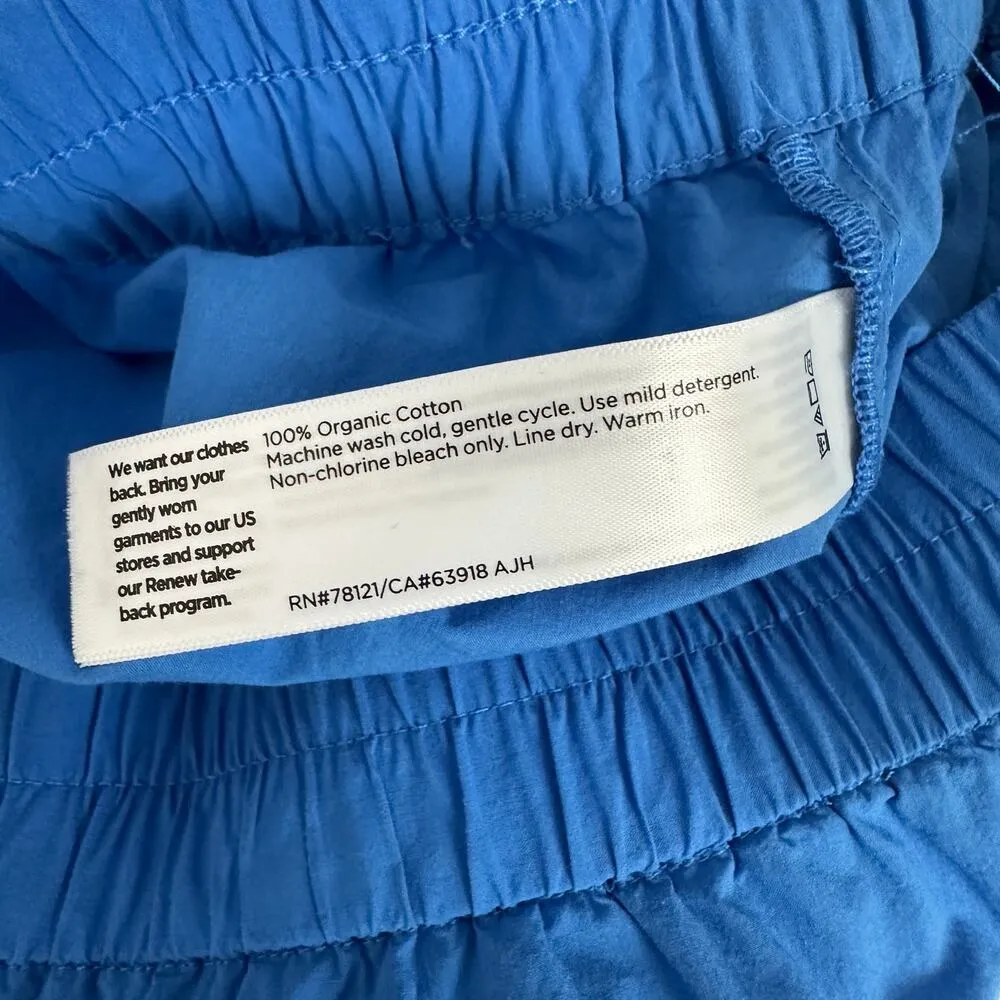 We want our clothes
back. Bring your
gently worn
garments to our US
stores and support
our Renew take-
back program.
100% Organic Cotton
Machine wash cold, gentle cycle. Use mild detergent.
Non-chlorine bleach only. Line dry. Warm iron.
RN#78121/CA#63918 AJH